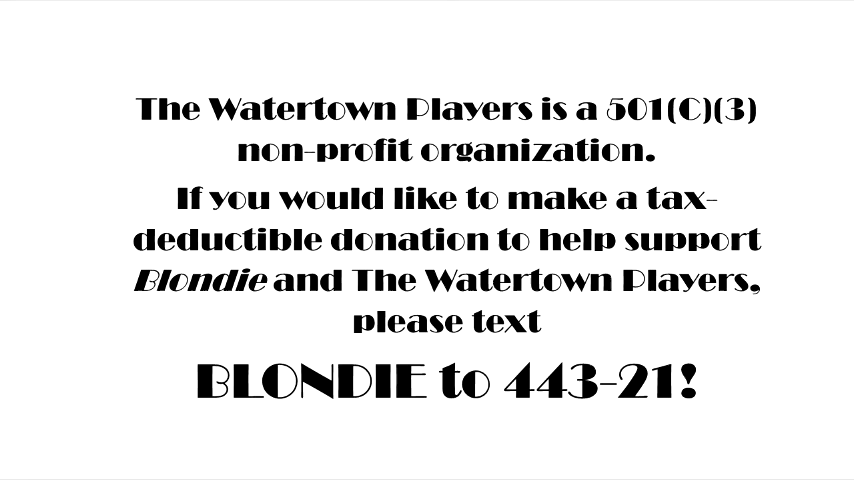 The Watertown Players is a 501(C)(3)
non-profit organization.
If you would like to make a tax-
deductible donation to help support
Blondie and The Watertown Players,
please text
BLONDIE to 443-21!